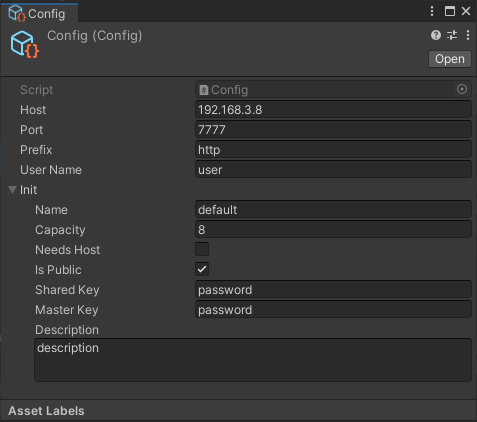 Config
Config (Config)
Open
Script Config
Host 192.168.3.8
Port 7777
Prefix http
User Name user
Init
Name default
Capacity 8
Needs Host
Is Public
Shared Key password
Master Key password
Description
description
Asset Labels